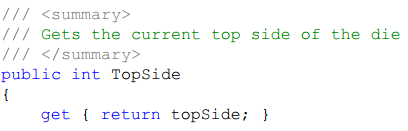 /// <summary>
/// Gets the current top side of the die
/// </summary>
public int TopSide
{
    get { return topSide; }